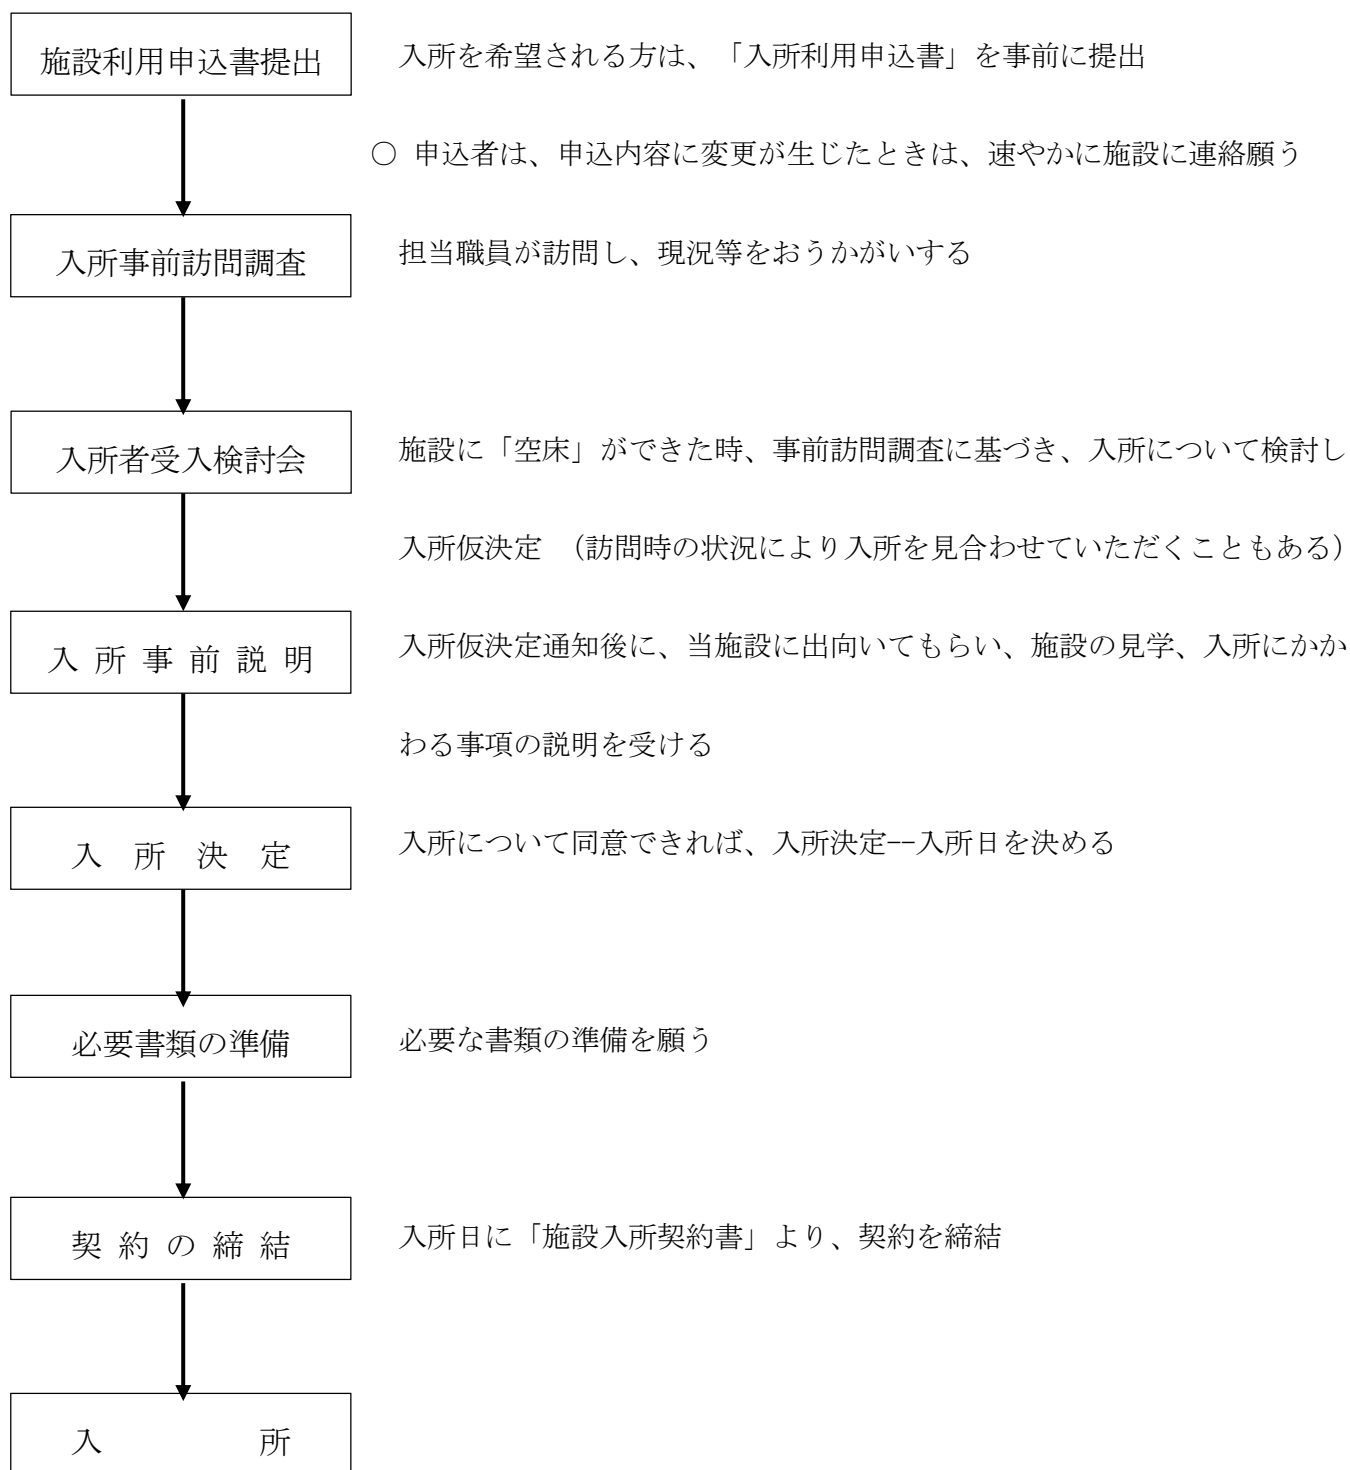 施設利用申込書提出
入所を希望される方は、「入所利用申込書」を事前に提出
○ 申込者は、申込内容に変更が生じたときは、速やかに施設に連絡願う
入所事前訪問調査
担当職員が訪問し、現況等をおうかがいする
入所者受入検討会
施設に「空床」ができた時、事前訪問調査に基づき、入所について検討し
入所仮決定 (訪問時の状況により入所を見合わせていただくこともある)
入所事前説明
入所仮決定通知後に、当施設に出向いてもらい、施設の見学、入所にかか
わる事項の説明を受ける
入所決定
入所について同意できれば、入所決定--入所日を決める
必要書類の準備
必要な書類の準備を願う
契約の締結
入所日に「施設入所契約書」より、契約を締結
入所